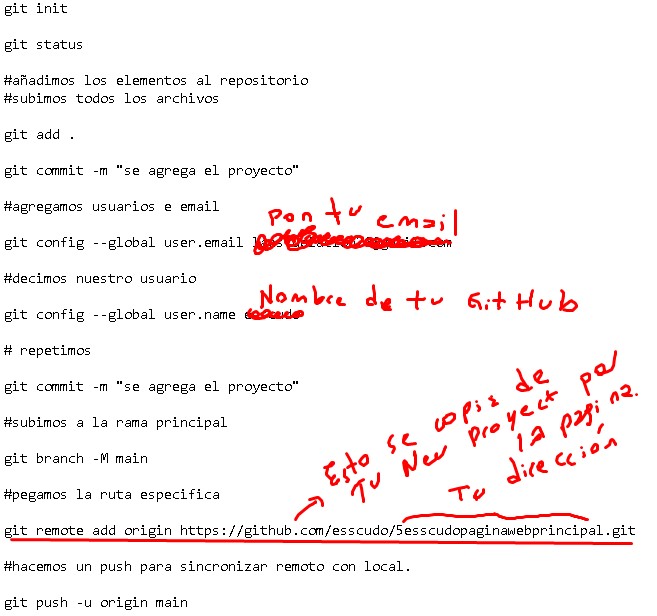 git init
git status
#añadimos los elementos al repositorio
#subimos todos los archivos
git add .
git commit -m "se agrega el proyecto"
#agregamos usuarios e email
Pon tu email
git config --global user.email
#decimos nuestro usuario
Nombre de tu GitHub
git config --global user.name
# repetimos
git commit -m "se agrega el proyecto"
#subimos a la rama principal
git branch -M main
Esto se copia de
Tu New proyect por
la página.
Tu dirección
#pegamos la ruta especifica
git remote add origin https://github.com/esscudo/5esscudopaginawebprincipal.git
#hacemos un push para sincronizar remoto con local.
git push -u origin main